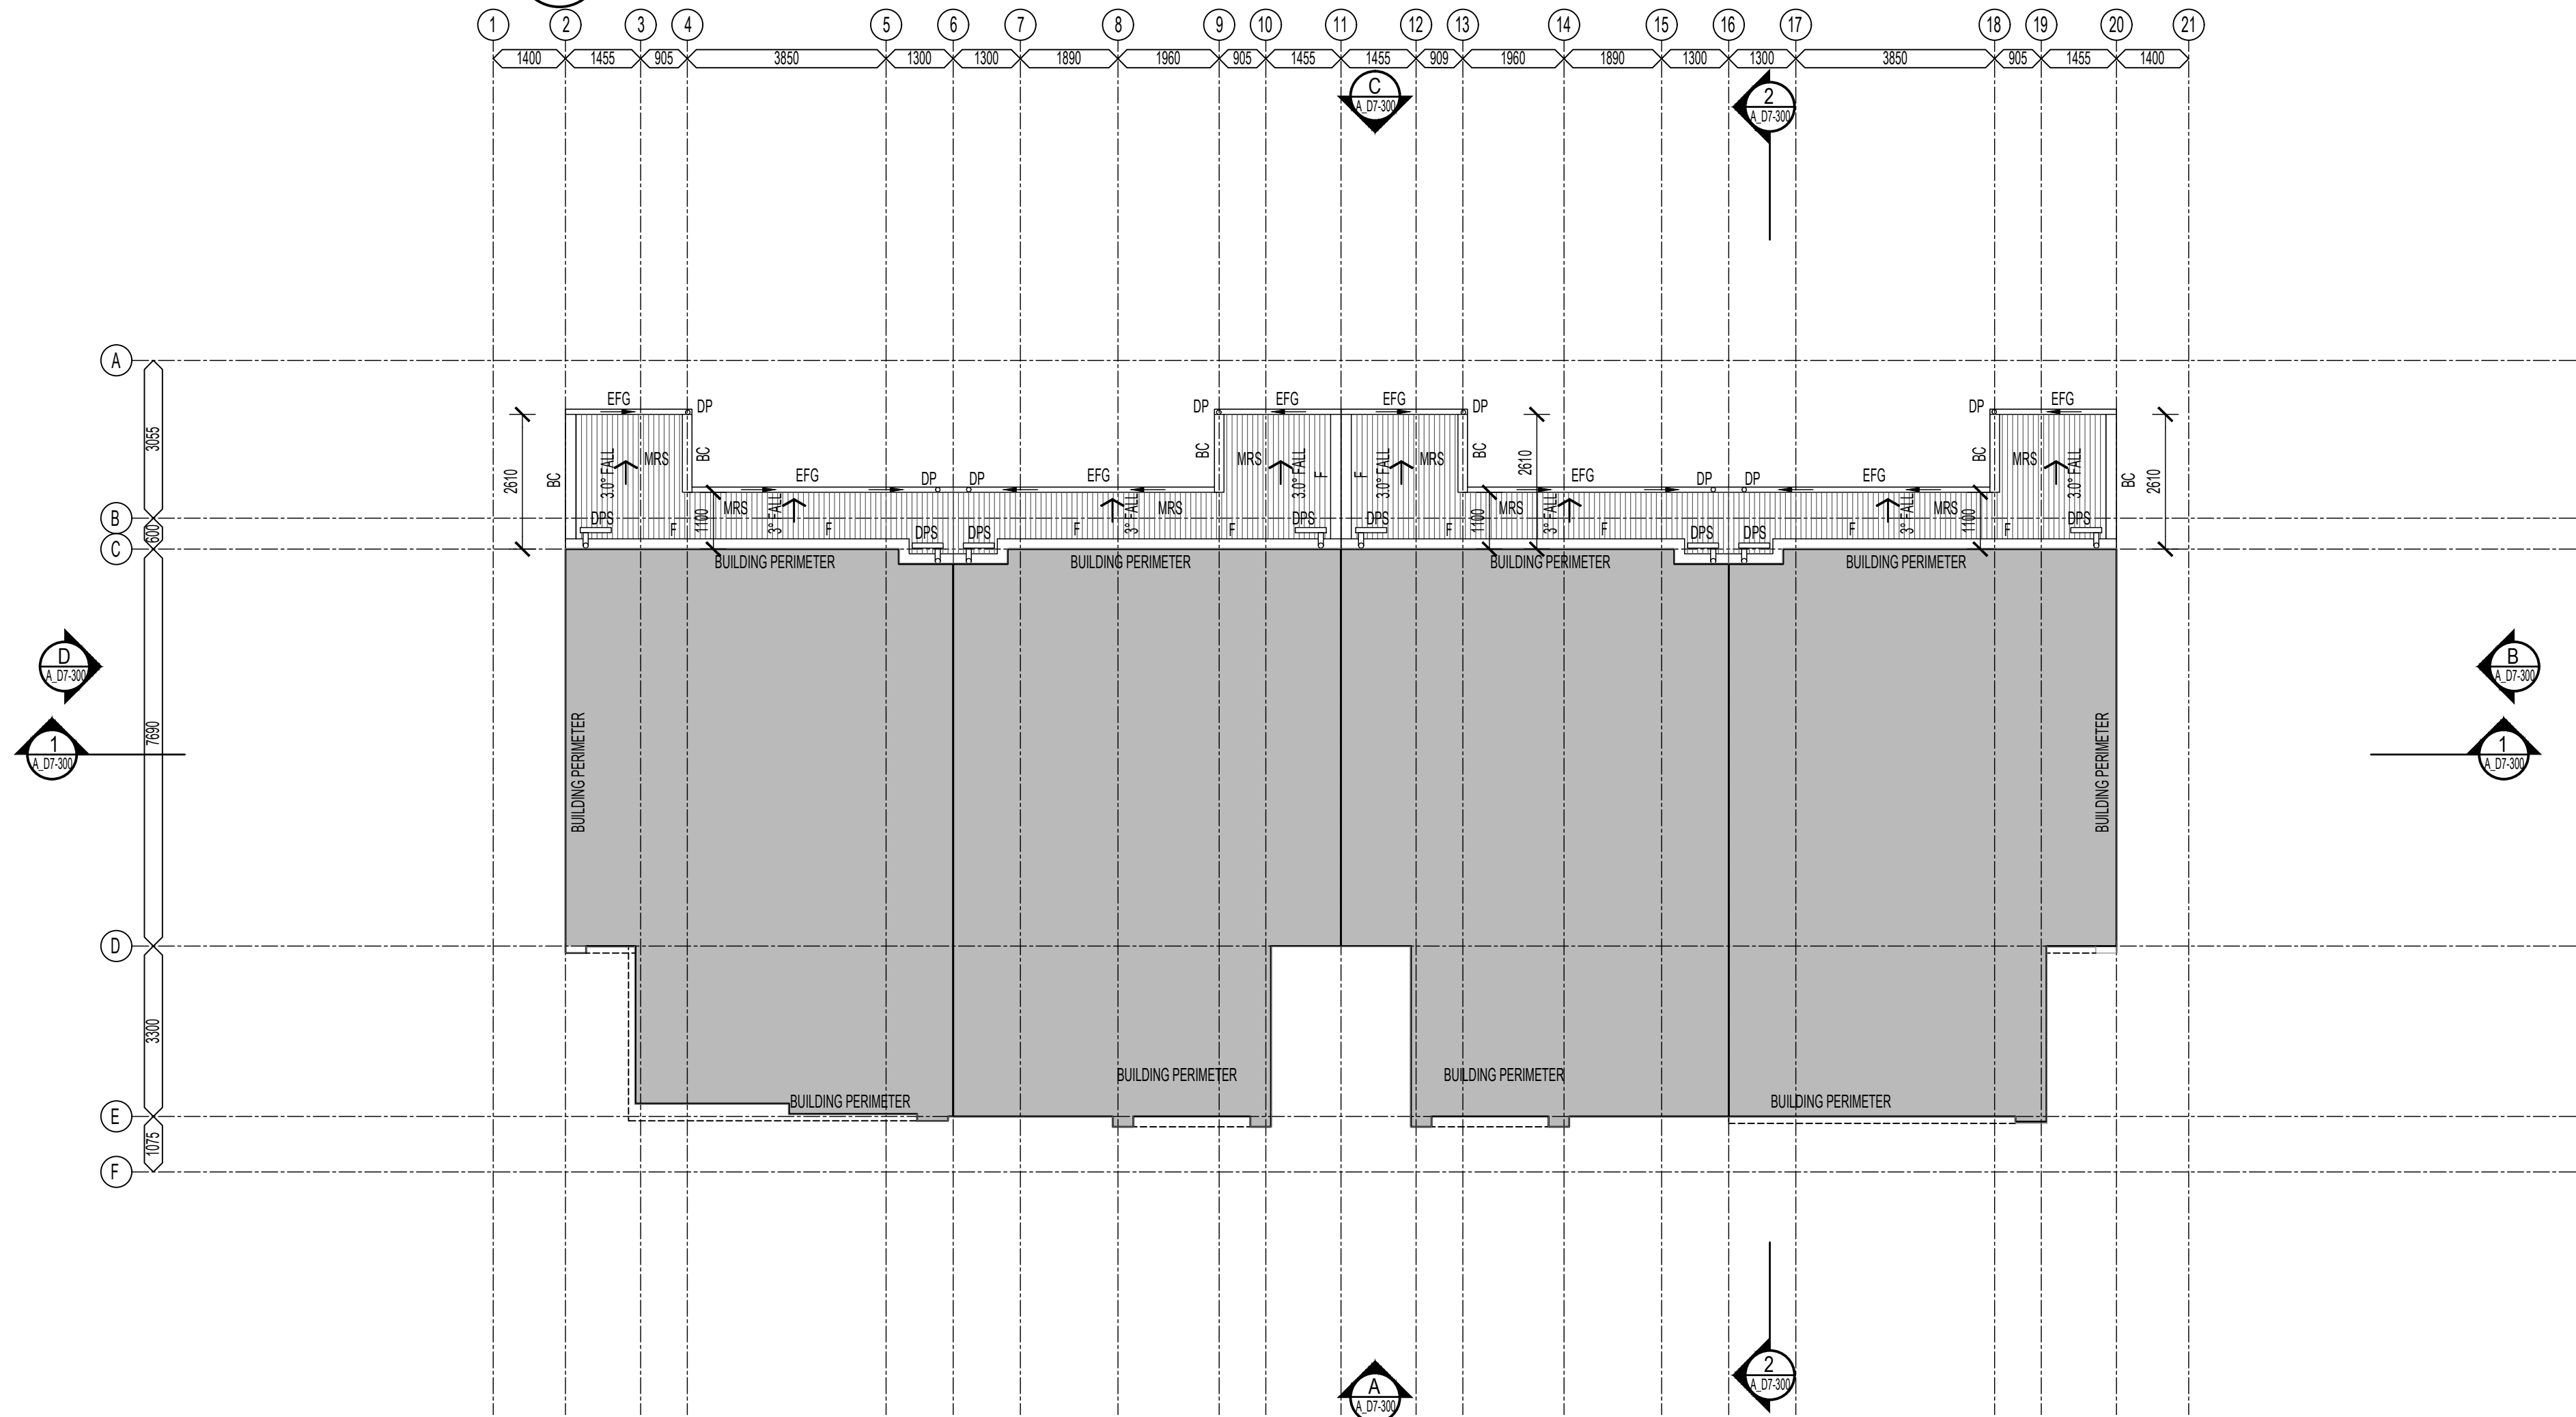 1 2 3 4 5 6 7 8 9 10 11 12 13 14 15 16 17 18 19 20 21
1400 1455 905 3850 1300 1300 1890 1960 905 1455 1455 909 1960 1890 1300 1300 3850 905 1455 1400
C
A_D7-300
2
A_D7-300
A
EFG DP DP EFG EFG DP DP EFG
3055
2610 BC 3.0° FALL MRS BC EFG DP DP EFG BC MRS 3.0° FALL F F 3.0° FALL MRS BC 2610 EFG DP DP EFG BC MRS 3.0° FALL BC 2610
1100 MRS 3° FALL 3° FALL MRS 1100 MRS 3° FALL 3° FALL MRS 1100
B
DPS F F DPS DPS F F DPS DPS F F DPS DPS F F DPS
600
C
BUILDING PERIMETER BUILDING PERIMETER BUILDING PERIMETER BUILDING PERIMETER
D
A_D7-300
B
A_D7-300
7690
BUILDING PERIMETER BUILDING PERIMETER
1
A_D7-300
1
A_D7-300
D
3300
BUILDING PERIMETER BUILDING PERIMETER
BUILDING PERIMETER BUILDING PERIMETER
E
1075
F
2
A_D7-300
A
A_D7-300